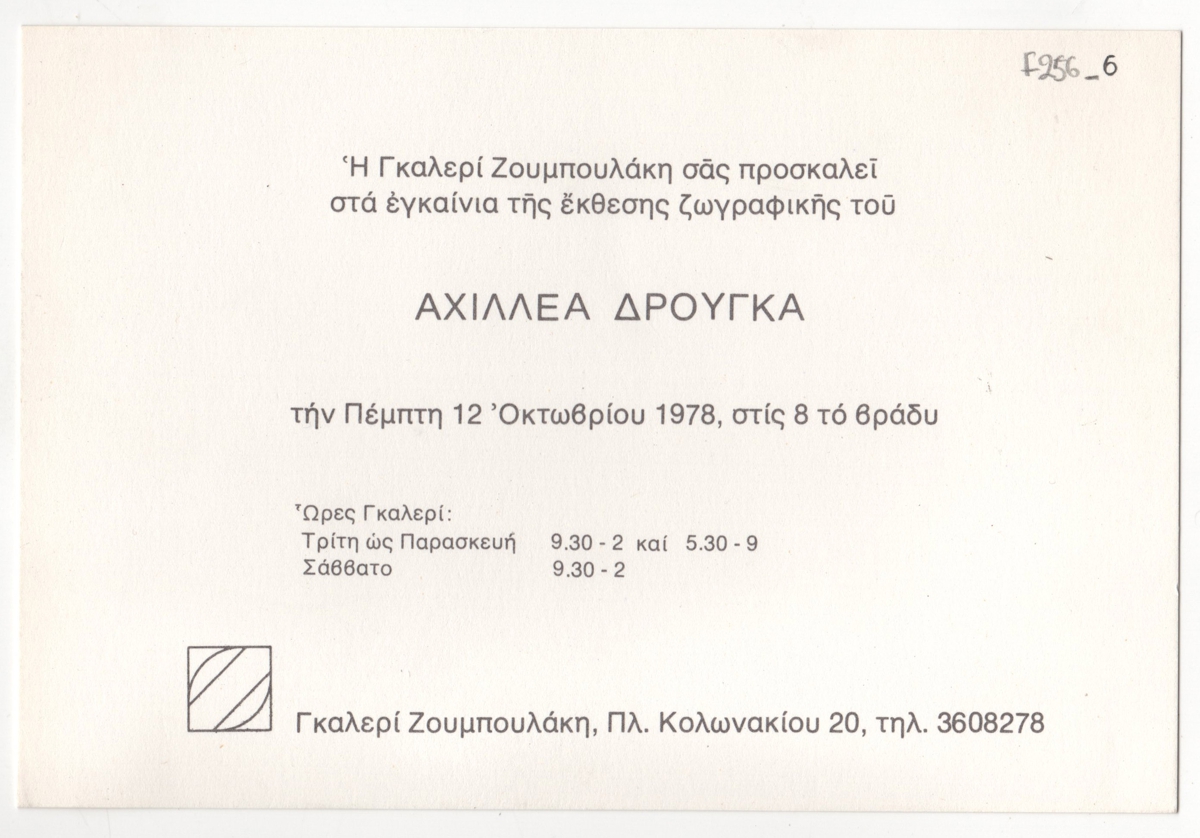 F256_6
Ἡ Γκαλερί Ζουμπουλάκη σᾶς προσκαλεῖ
στά ἐγκαίνια τῆς ἔκθεσης ζωγραφικῆς τοῦ
ΑΧΙΛΛΕΑ ΔΡΟΥΓΚΑ
τήν Πέμπτη 12 Ὀκτωβρίου 1978, στίς 8 τό βράδυ
Ὧρες Γκαλερί:
Τρίτη ὡς Παρασκευή 9.30 - 2 καί 5.30 - 9
Σάββατο 9.30 - 2
Γκαλερί Ζουμπουλάκη, Πλ. Κολωνακίου 20, τηλ. 3608278